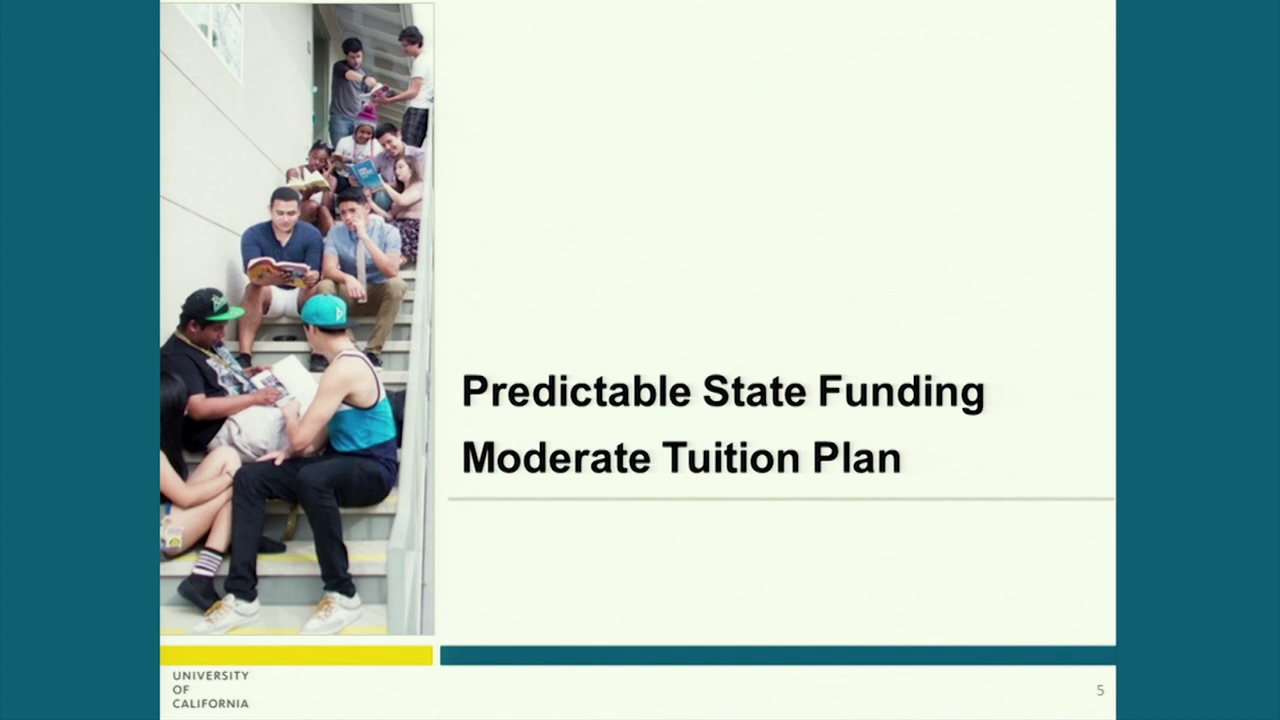 Predictable State Funding
Moderate Tuition Plan
UNIVERSITY
OF
CALIFORNIA
5